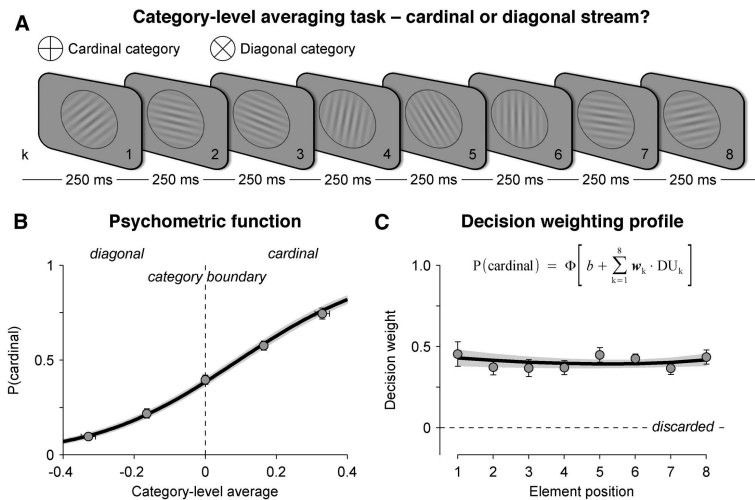 Category-level averaging task – cardinal or diagonal stream?
A
Cardinal category
Diagonal category
k
1
2
3
4
5
6
7
8
250 ms
250 ms
250 ms
250 ms
250 ms
250 ms
250 ms
B
Psychometric function
diagonal
cardinal
category boundary
P(cardinal)
1
0.5
0
-0.4
-0.2
0
0.2
0.4
Category-level average
C
Decision weighting profile
P(cardinal) = Φ[b + ∑ k=1 8 wk · DUk]
Decision weight
1.0
0.5
0
discarded
1 2 3 4 5 6 7 8
Element position